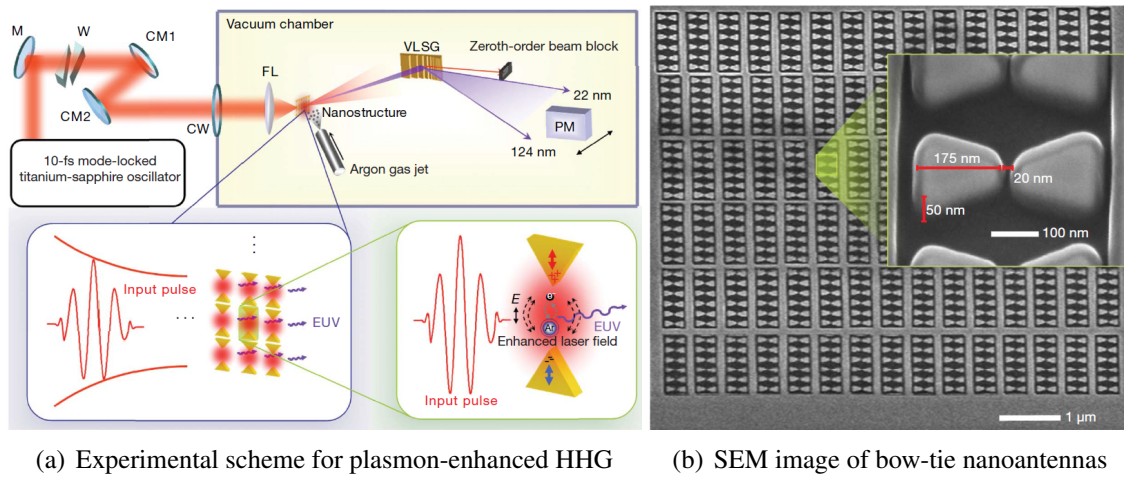 M
W
CM1
CM2
CW
10-fs mode-locked
titanium-sapphire oscillator
Vacuum chamber
FL
VLSG
Zeroth-order beam block
Nanostructure
22 nm
PM
124 nm
Argon gas jet
Input pulse
EUV
E
e-
Ar
EUV
Enhanced laser field
Input pulse
175 nm
20 nm
50 nm
100 nm
1 µm
(a) Experimental scheme for plasmon-enhanced HHG
(b) SEM image of bow-tie nanoantennas